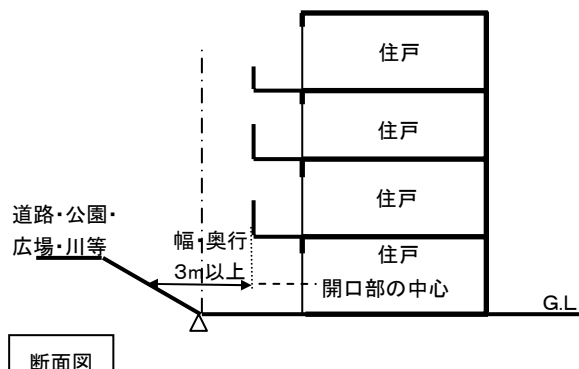 住戸
住戸
住戸
道路・公園・
広場・川等
幅・奥行
3m以上
住戸
開口部の中心
G.L
断面図